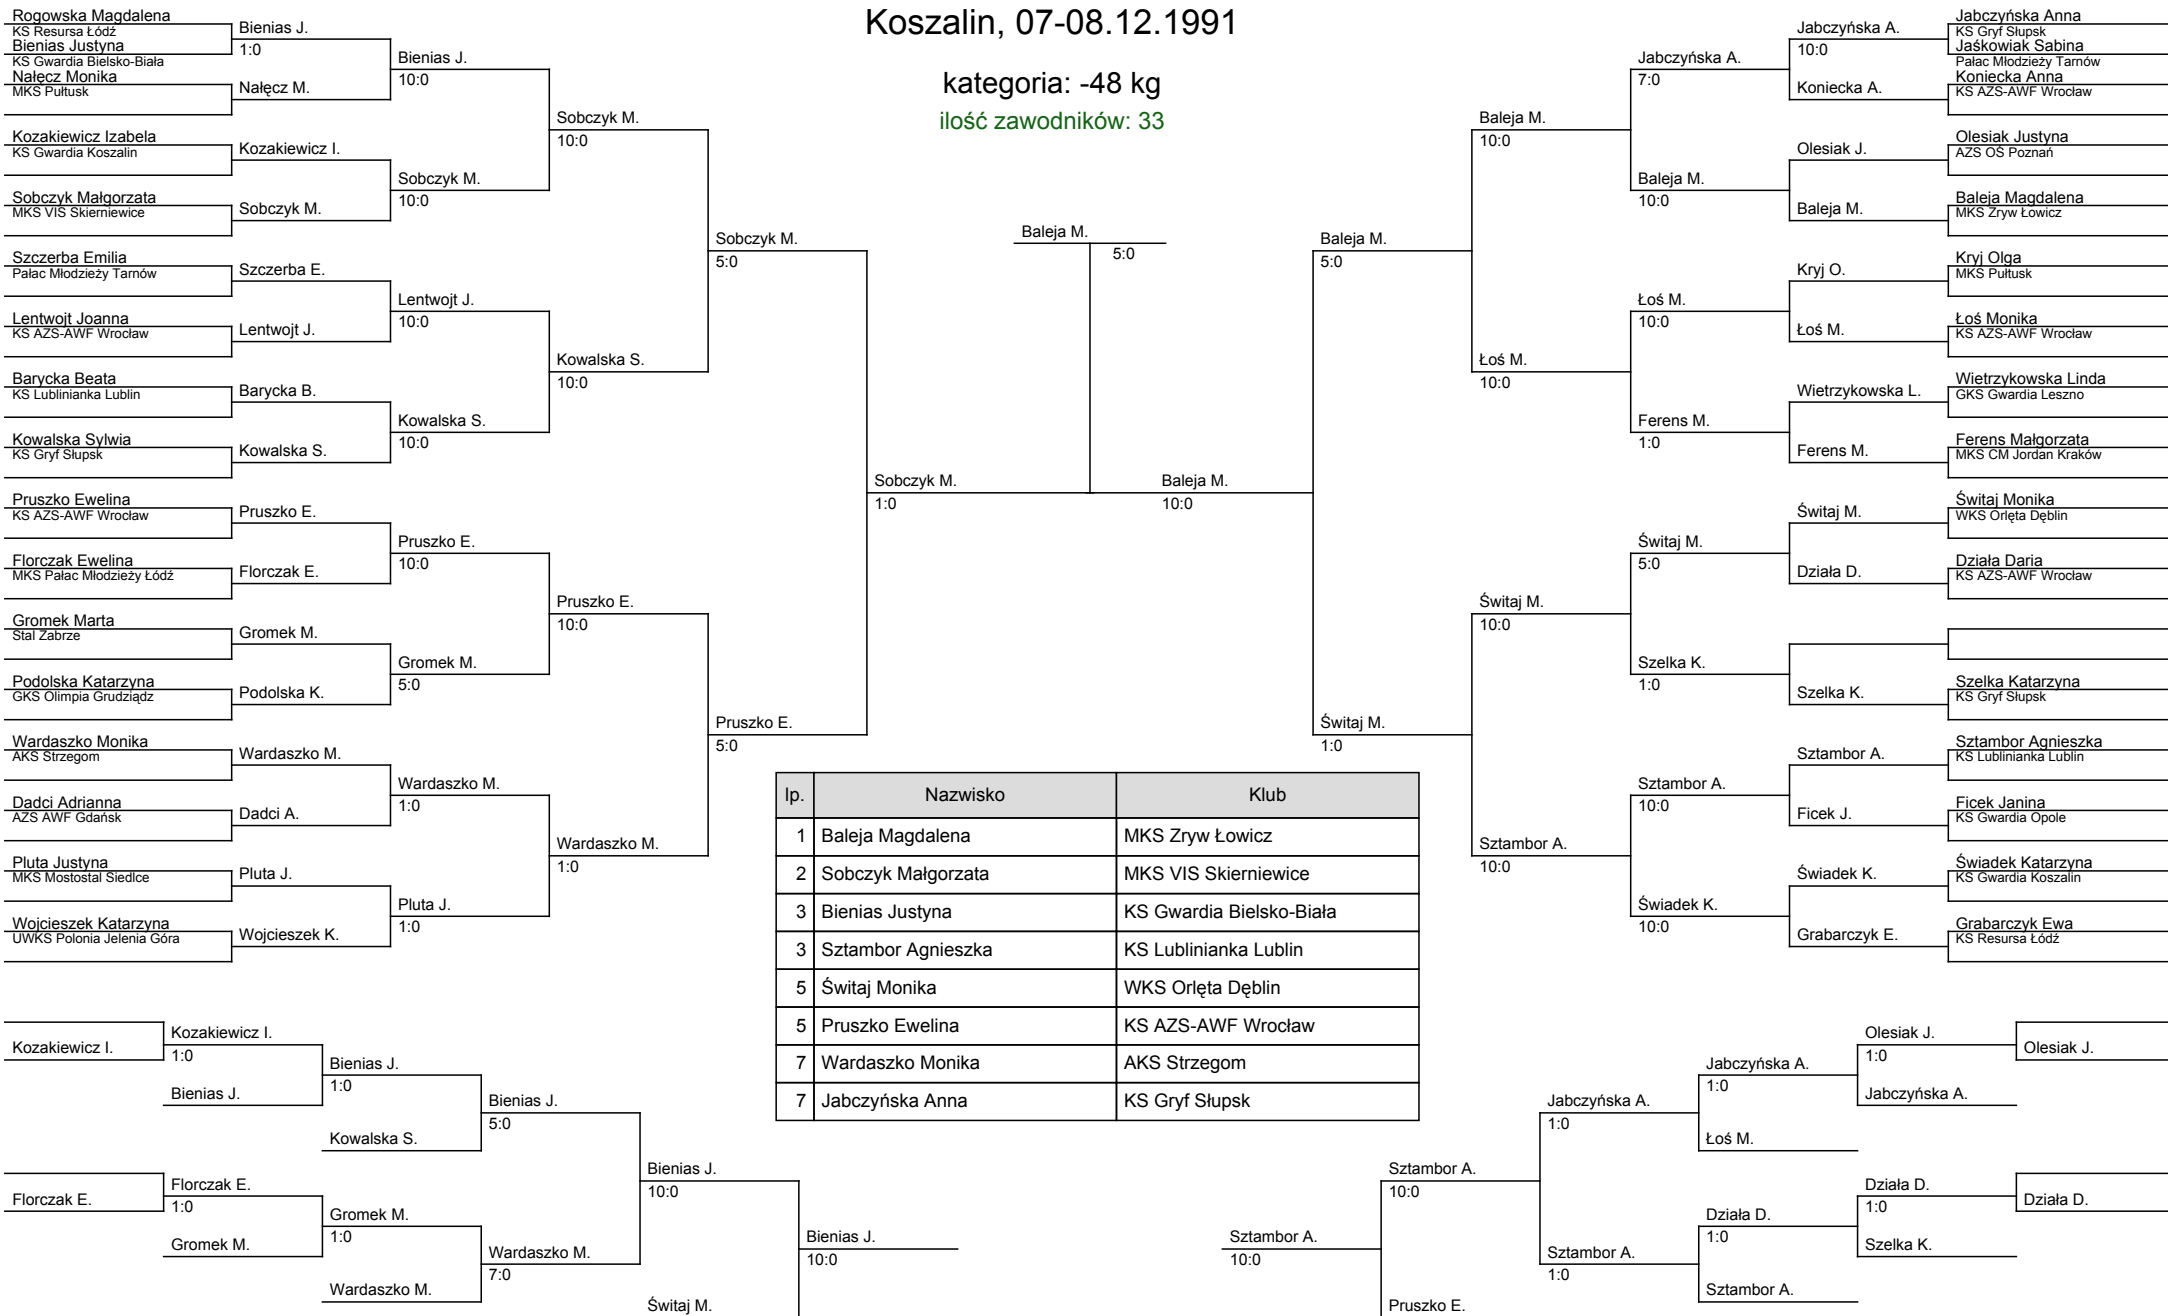 Koszalin, 07-08.12.1991
kategoria: -48 kg
ilość zawodników: 33
Rogowska Magdalena
KS Resursa Łódź
Bienias Justyna
KS Gwardia Bielsko-Biała
Nałęcz Monika
MKS Pułtusk
Kozakiewicz Izabela
KS Gwardia Koszalin
Sobczyk Małgorzata
MKS VIS Skierniewice
Szczerba Emilia
Pałac Młodzieży Tarnów
Lentwojt Joanna
KS AZS-AWF Wrocław
Barycka Beata
KS Lublinianka Lublin
Kowalska Sylwia
KS Gryf Słupsk
Pruszko Ewelina
KS AZS-AWF Wrocław
Florczak Ewelina
MKS Pałac Młodzieży Łódź
Gromek Marta
Stal Zabrze
Podolska Katarzyna
GKS Olimpia Grudziądz
Wardaszko Monika
AKS Strzegom
Dadci Adrianna
AZS AWF Gdańsk
Pluta Justyna
MKS Mostostal Siedlce
Wojcieszek Katarzyna
UWKS Polonia Jelenia Góra
Bienias J.
1:0
Nałęcz M.
Kozakiewicz I.
Sobczyk M.
Szczerba E.
Lentwojt J.
Barycka B.
Kowalska S.
Pruszko E.
Florczak E.
Gromek M.
Podolska K.
Wardaszko M.
Dadci A.
Pluta J.
Wojcieszek K.
Bienias J.
10:0
Sobczyk M.
10:0
Lentwojt J.
10:0
Kowalska S.
10:0
Pruszko E.
10:0
Gromek M.
5:0
Wardaszko M.
1:0
Pluta J.
1:0
Sobczyk M.
10:0
Kowalska S.
10:0
Pruszko E.
10:0
Wardaszko M.
1:0
Sobczyk M.
5:0
Pruszko E.
5:0
Sobczyk M.
1:0
Baleja M.
5:0
Baleja M.
10:0
Baleja M.
5:0
Świtaj M.
1:0
Baleja M.
10:0
Łoś M.
10:0
Świtaj M.
10:0
Sztambor A.
10:0
Jabczyńska A.
7:0
Baleja M.
10:0
Łoś M.
10:0
Ferens M.
1:0
Świtaj M.
5:0
Szelka K.
1:0
Sztambor A.
10:0
Świadek K.
10:0
Jabczyńska A.
10:0
Koniecka A.
Olesiak J.
Baleja M.
Kryj O.
Łoś M.
Wietrzykowska L.
Ferens M.
Świtaj M.
Działa D.
Szelka K.
Sztambor A.
Ficek J.
Świadek K.
Grabarczyk E.
Jabczyńska Anna
KS Gryf Słupsk
Jaśkowiak Sabina
Pałac Młodzieży Tarnów
Koniecka Anna
KS AZS-AWF Wrocław
Olesiak Justyna
AZS OŚ Poznań
Baleja Magdalena
MKS Zryw Łowicz
Kryj Olga
MKS Pułtusk
Łoś Monika
KS AZS-AWF Wrocław
Wietrzykowska Linda
GKS Gwardia Leszno
Ferens Małgorzata
MKS CM Jordan Kraków
Świtaj Monika
WKS Orlęta Dęblin
Działa Daria
KS AZS-AWF Wrocław
Szelka Katarzyna
KS Gryf Słupsk
Sztambor Agnieszka
KS Lublinianka Lublin
Ficek Janina
KS Gwardia Opole
Świadek Katarzyna
KS Gwardia Koszalin
Grabarczyk Ewa
KS Resursa Łódź
lp. Nazwisko Klub
1 Baleja Magdalena MKS Zryw Łowicz
2 Sobczyk Małgorzata MKS VIS Skierniewice
3 Bienias Justyna KS Gwardia Bielsko-Biała
3 Sztambor Agnieszka KS Lublinianka Lublin
5 Świtaj Monika WKS Orlęta Dęblin
5 Pruszko Ewelina KS AZS-AWF Wrocław
7 Wardaszko Monika AKS Strzegom
7 Jabczyńska Anna KS Gryf Słupsk
Kozakiewicz I.
Florczak E.
Kozakiewicz I.
1:0
Bienias J.
Florczak E.
1:0
Gromek M.
Bienias J.
1:0
Kowalska S.
Gromek M.
1:0
Wardaszko M.
Bienias J.
5:0
Wardaszko M.
7:0
Bienias J.
10:0
Świtaj M.
Bienias J.
10:0
Sztambor A.
10:0
Sztambor A.
10:0
Pruszko E.
Jabczyńska A.
1:0
Sztambor A.
1:0
Jabczyńska A.
1:0
Łoś M.
Działa D.
1:0
Sztambor A.
Olesiak J.
1:0
Jabczyńska A.
Działa D.
1:0
Szelka K.
Olesiak J.
Działa D.